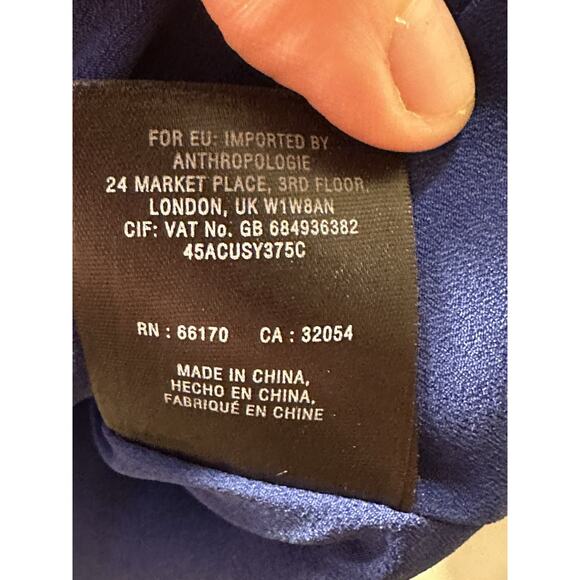 FOR EU: IMPORTED BY
ANTHROPOLOGIE
24 MARKET PLACE, 3RD FLOOR,
LONDON, UK W1W8AN
CIF: VAT No. GB 684936382
45ACUSY375C
RN : 66170 CA : 32054
MADE IN CHINA,
HECHO EN CHINA,
FABRIQUÉ EN CHINE